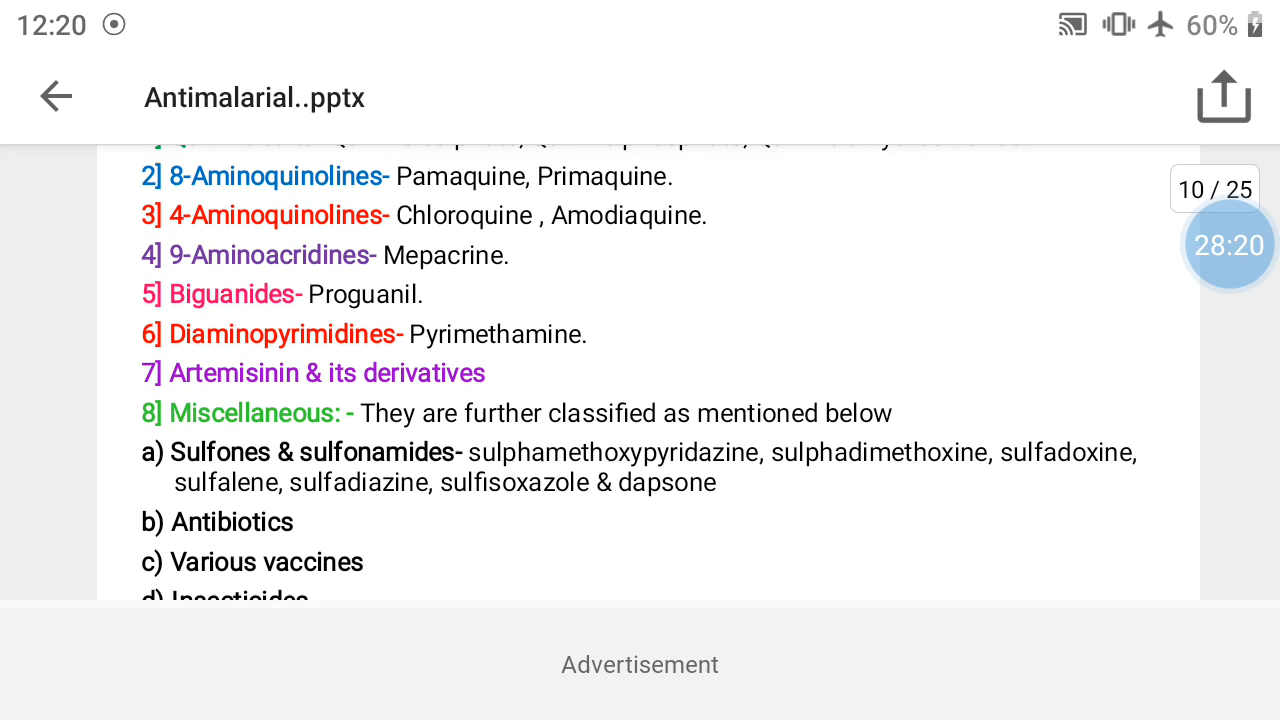 12:20
60%
Antimalarial..pptx
2] 8-Aminoquinolines- Pamaquine, Primaquine.
10 / 25
3] 4-Aminoquinolines- Chloroquine , Amodiaquine.
28:20
4] 9-Aminoacridines- Mepacrine.
5] Biguanides- Proguanil.
6] Diaminopyrimidines- Pyrimethamine.
7] Artemisinin & its derivatives
8] Miscellaneous: - They are further classified as mentioned below
a) Sulfones & sulfonamides- sulphamethoxypyridazine, sulphadimethoxine, sulfadoxine,
sulfalene, sulfadiazine, sulfisoxazole & dapsone
b) Antibiotics
c) Various vaccines
d) Insecticides
Advertisement